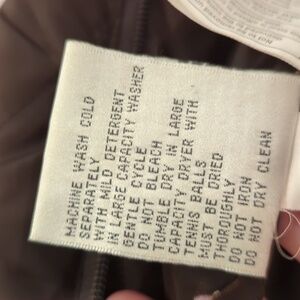 MACHINE WASH COLD
SEPARATELY
WITH MILD DETERGENT
IN LARGE CAPACITY WASHER
GENTLE CYCLE
DO NOT BLEACH
TUMBLE DRY IN LARGE
CAPACITY DRYER WITH
TENNIS BALLS
MUST BE DRIED
THOROUGHLY
DO NOT IRON
DO NOT DRY CLEAN